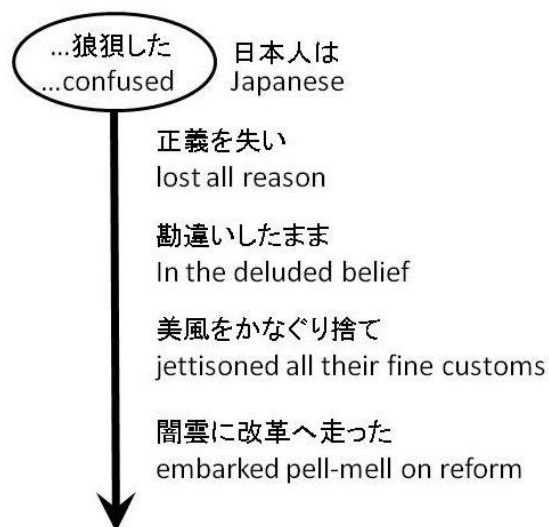 ...狼狽した
...confused
日本人は
Japanese
正義を失い
lost all reason
勘違いしたまま
In the deluded belief
美風をかなぐり捨て
jettisoned all their fine customs
闇雲に改革へ走った
embarked pell-mell on reform